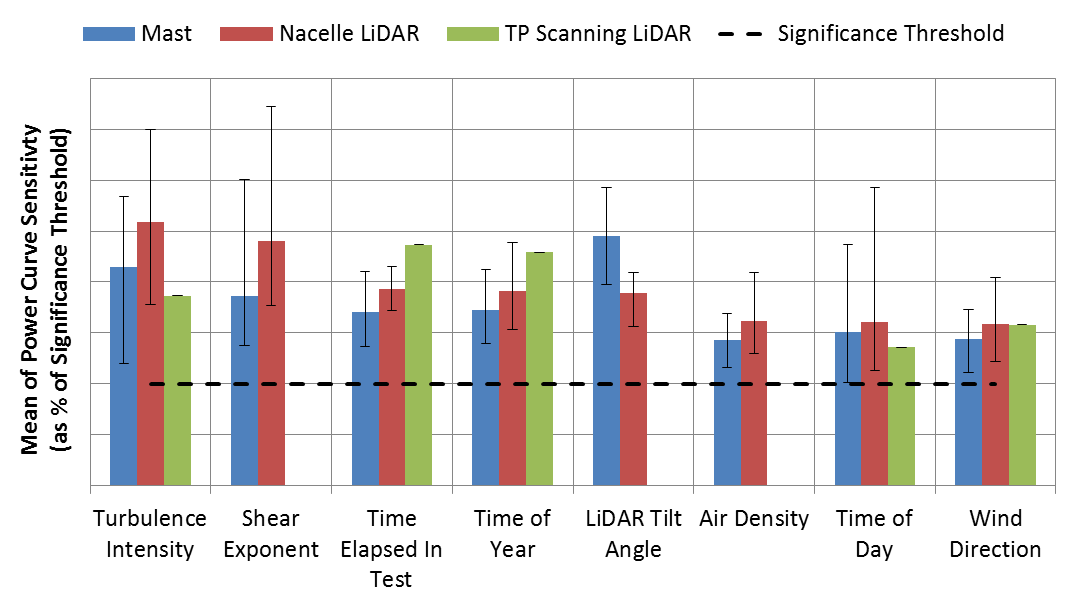 Mast Nacelle LiDAR TP Scanning LiDAR Significance Threshold
Mean of Power Curve Sensitivty
(as % of Significance Threshold)
Turbulence
Intensity
Shear
Exponent
Time
Elapsed In
Test
Time of
Year
LiDAR Tilt
Angle
Air Density
Time of
Day
Wind
Direction